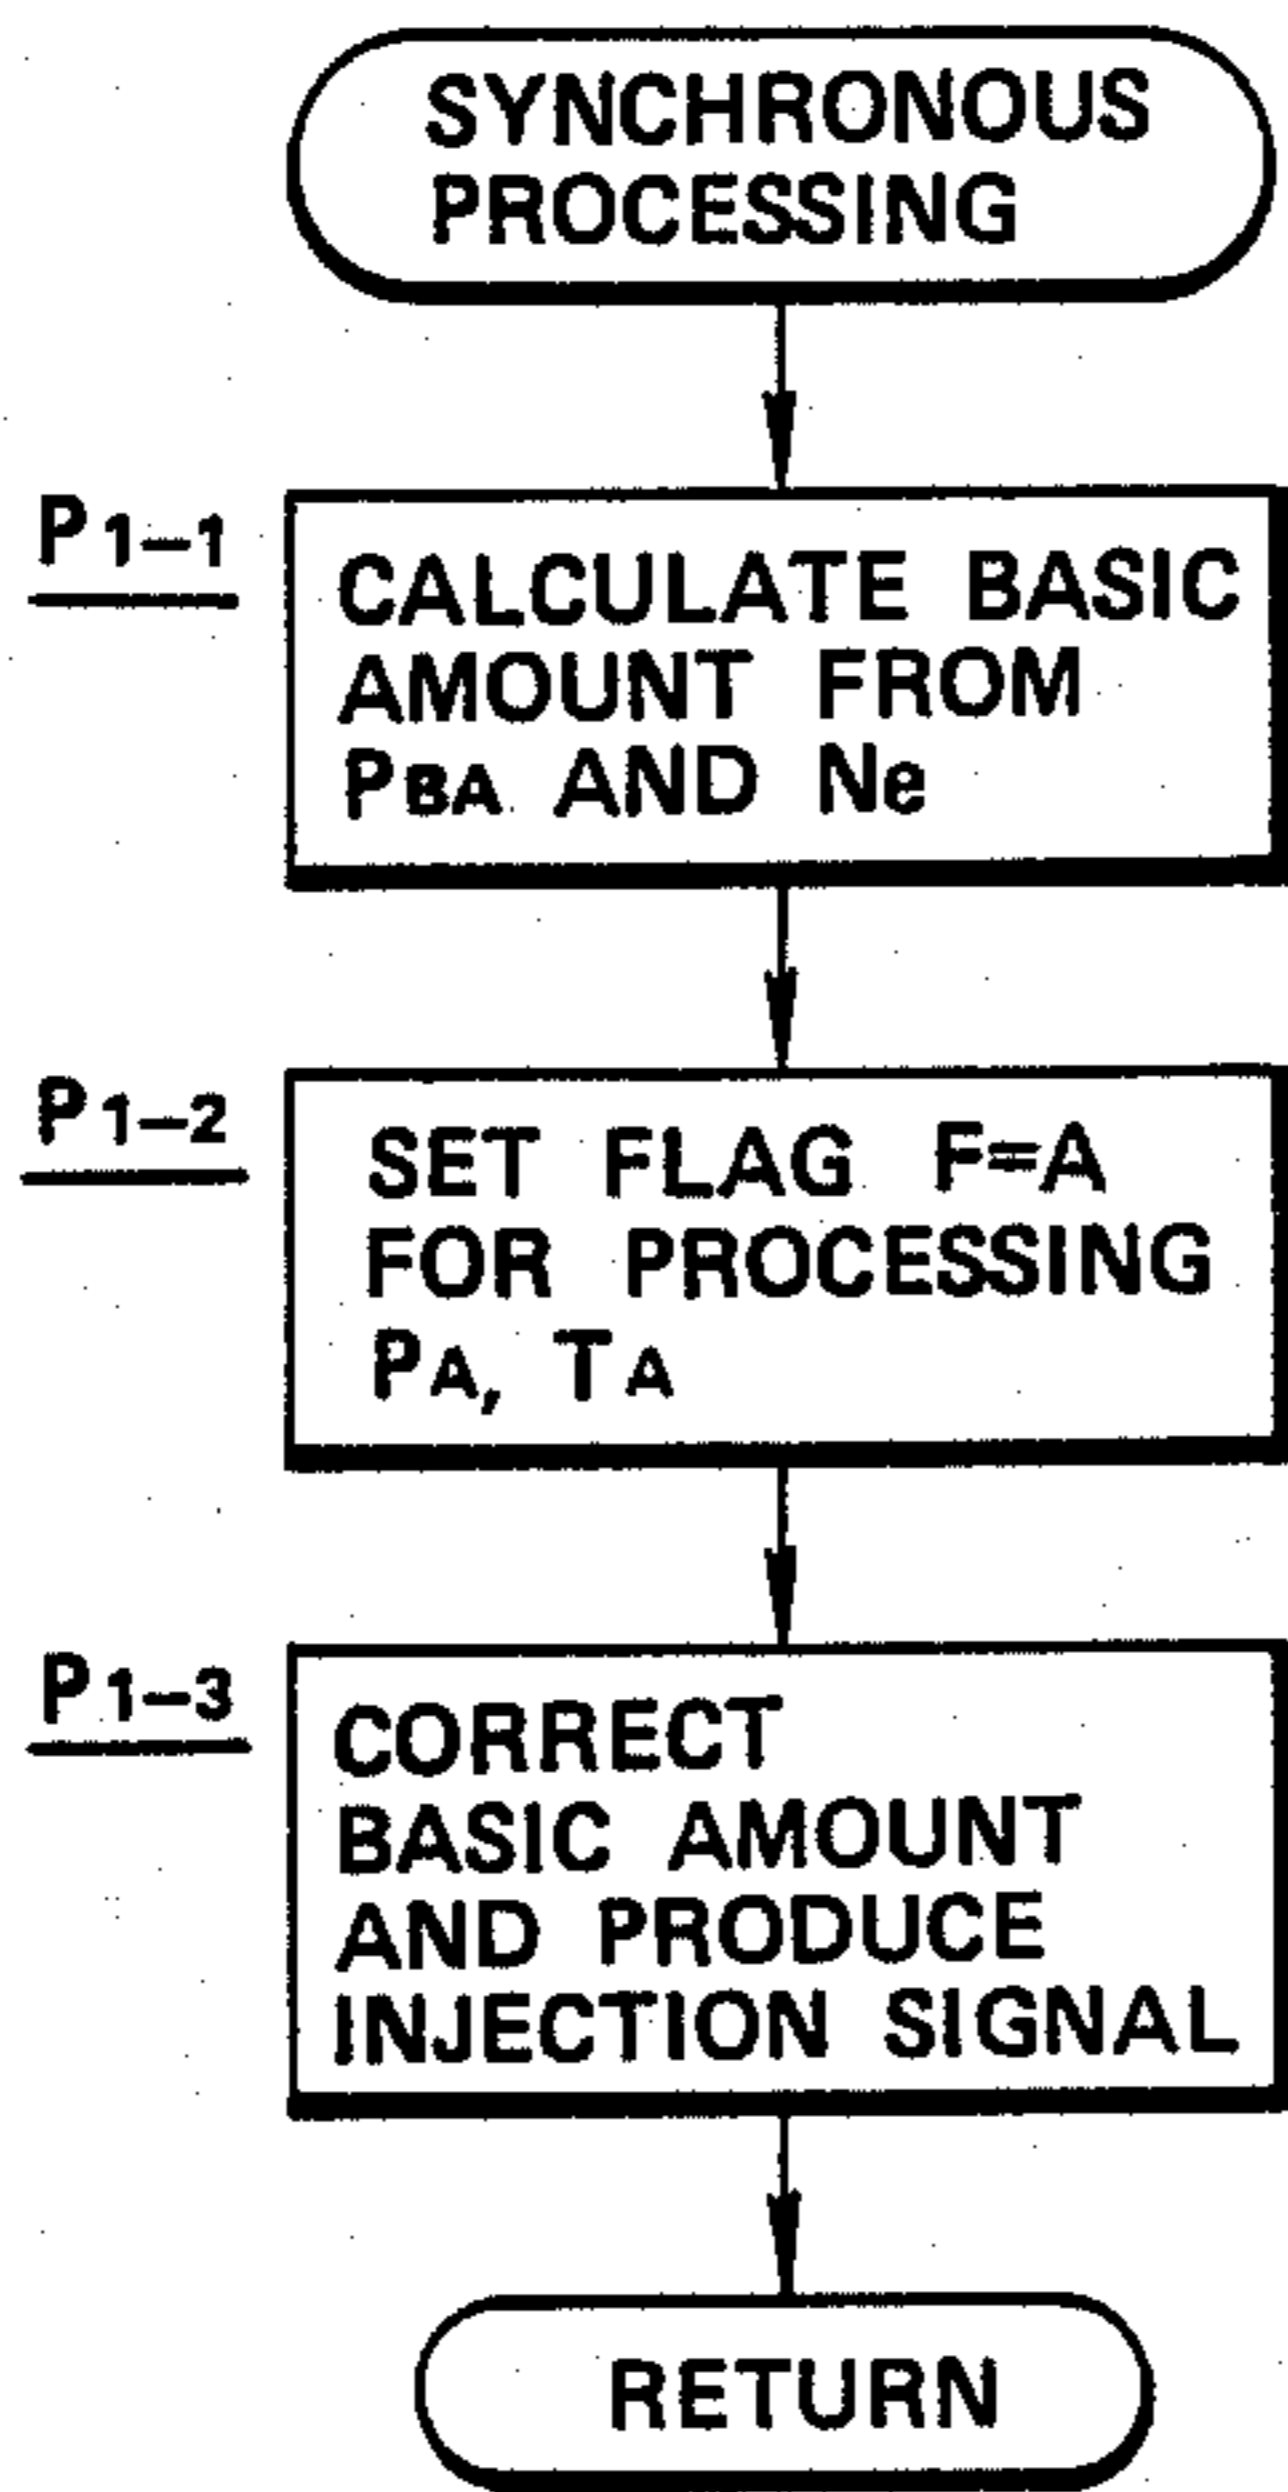 SYNCHRONOUS
PROCESSING
P1-1
CALCULATE BASIC
AMOUNT FROM
PBA AND Ne
P1-2
SET FLAG F=A
FOR PROCESSING
PA, TA
P1-3
CORRECT
BASIC AMOUNT
AND PRODUCE
INJECTION SIGNAL
RETURN